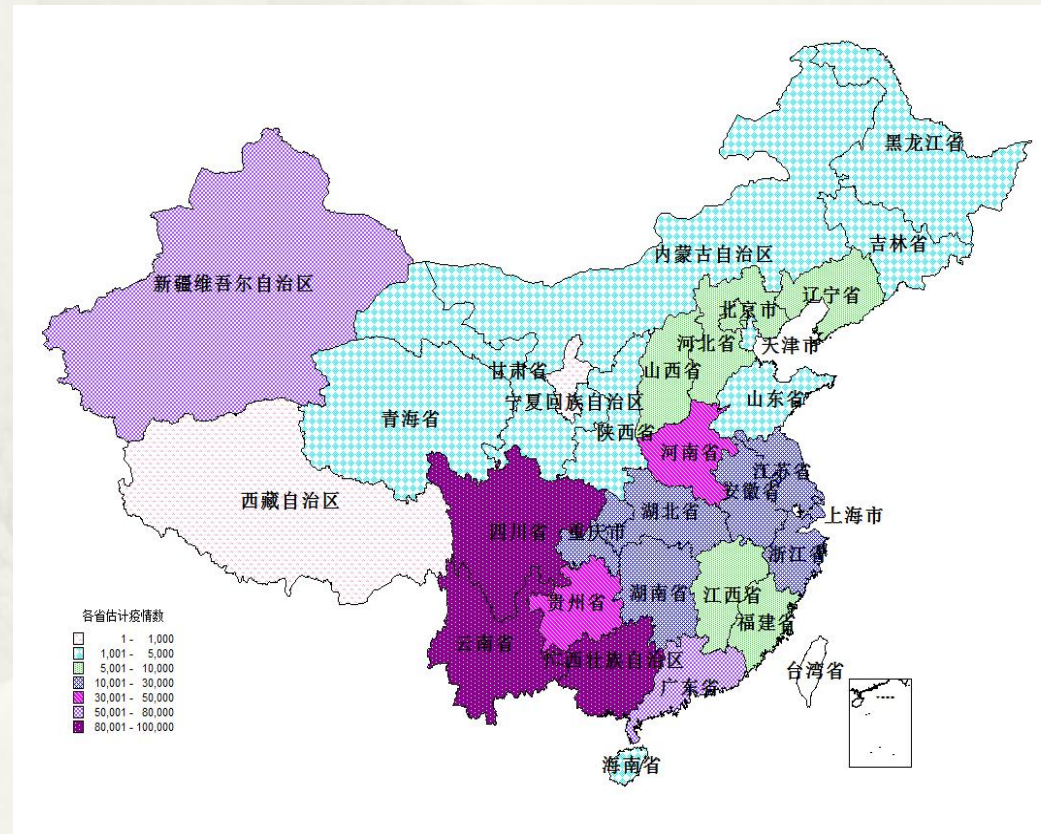 黑龙江省
吉林省
内蒙古自治区
新疆维吾尔自治区
辽宁省
北京市
河北省
天津市
甘肃省
山西省
宁夏回族自治区
山东省
青海省
陕西省
河南省
江苏省
安徽省
西藏自治区
湖北省
上海市
四川省
重庆市
浙江省
湖南省
江西省
贵州省
福建省
云南省
广西壮族自治区
台湾省
广东省
海南省
各省估计疫情数
1 - 1,000
1,001 - 5,000
5,001 - 10,000
10,001 - 30,000
30,001 - 50,000
50,001 - 80,000
80,001 - 100,000